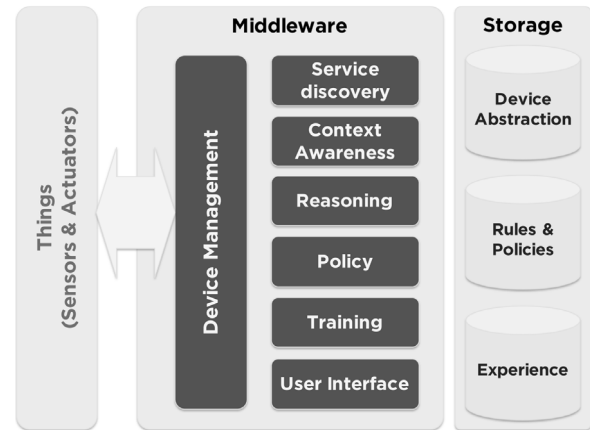 Things
(Sensors & Actuators)
Middleware
Device Management
Service
discovery
Context
Awareness
Reasoning
Policy
Training
User Interface
Storage
Device
Abstraction
Rules &
Policies
Experience